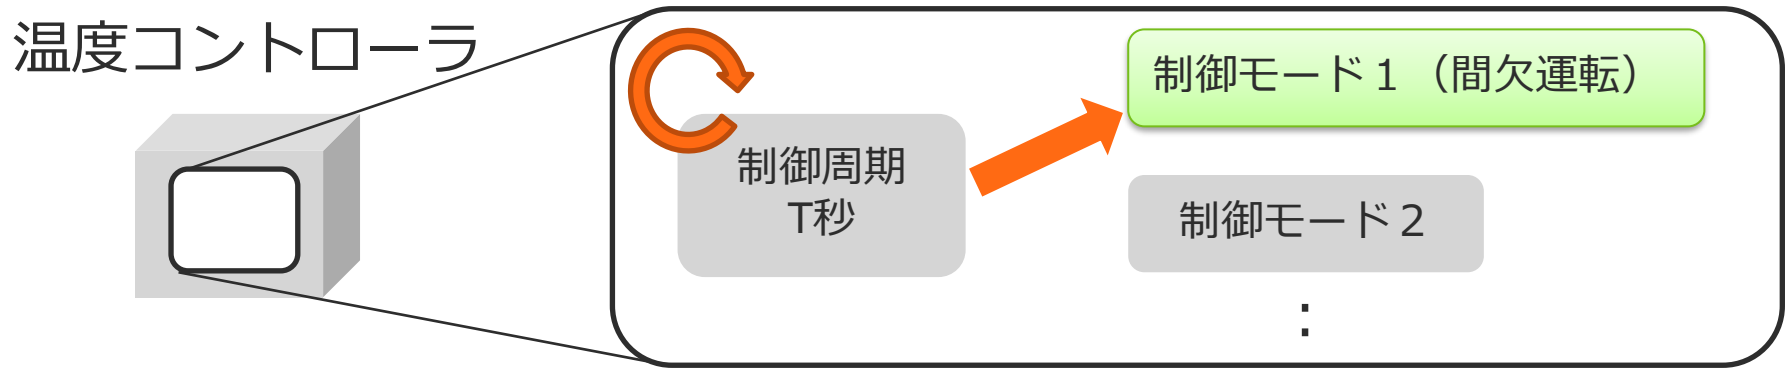 温度コントローラ
制御周期
T秒
制御モード１（間欠運転）
制御モード２
：